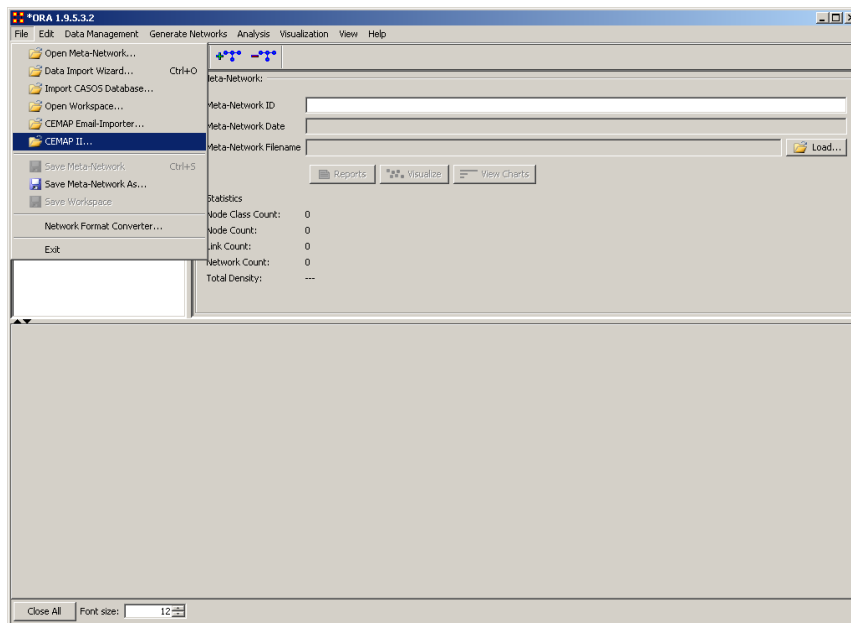 *ORA 1.9.5.3.2
File Edit Data Management Generate Networks Analysis Visualization View Help
Open Meta-Network...
Data Import Wizard... Ctrl+O
Import CASOS Database...
Open Workspace...
CEMAP Email-Importer...
CEMAP II...
Save Meta-Network Ctrl+S
Save Meta-Network As...
Save Workspace
Network Format Converter...
Exit
Meta-Network:
Meta-Network ID
Meta-Network Date
Meta-Network Filename Load...
Reports Visualize View Charts
Statistics
Node Class Count: 0
Node Count: 0
Link Count: 0
Network Count: 0
Total Density: ---
Close All Font size: 12